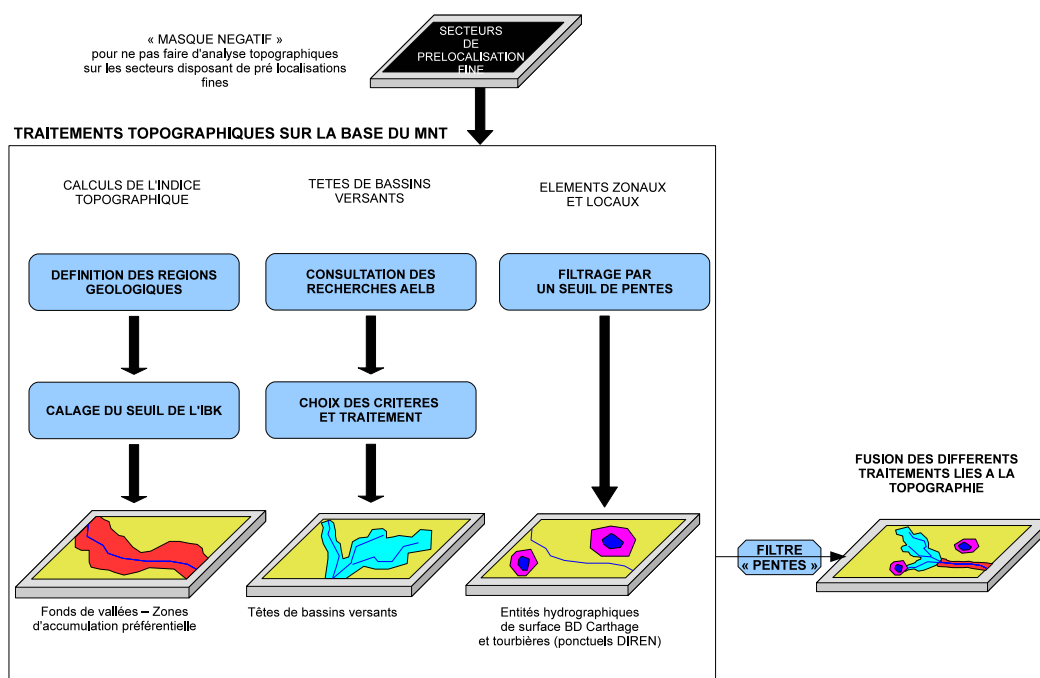 « MASQUE NEGATIF »
pour ne pas faire d'analyse topographiques
sur les secteurs disposant de pré localisations
fines
SECTEURS
DE
PRELOCALISATION
FINE
TRAITEMENTS TOPOGRAPHIQUES SUR LA BASE DU MNT
CALCULS DE L'INDICE
TOPOGRAPHIQUE
TETES DE BASSINS
VERSANTS
ELEMENTS ZONAUX
ET LOCAUX
DEFINITION DES REGIONS
GEOLOGIQUES
CONSULTATION DES
RECHERCHES AELB
FILTRAGE PAR
UN SEUIL DE PENTES
CALAGE DU SEUIL DE L'IBK
CHOIX DES CRITERES
ET TRAITEMENT
Fonds de vallées – Zones
d'accumulation préférentielle
Têtes de bassins versants
Entités hydrographiques
de surface BD Carthage
et tourbières (ponctuels DIREN)
FILTRE
« PENTES »
FUSION DES DIFFERENTS
TRAITEMENTS LIES A LA
TOPOGRAPHIE